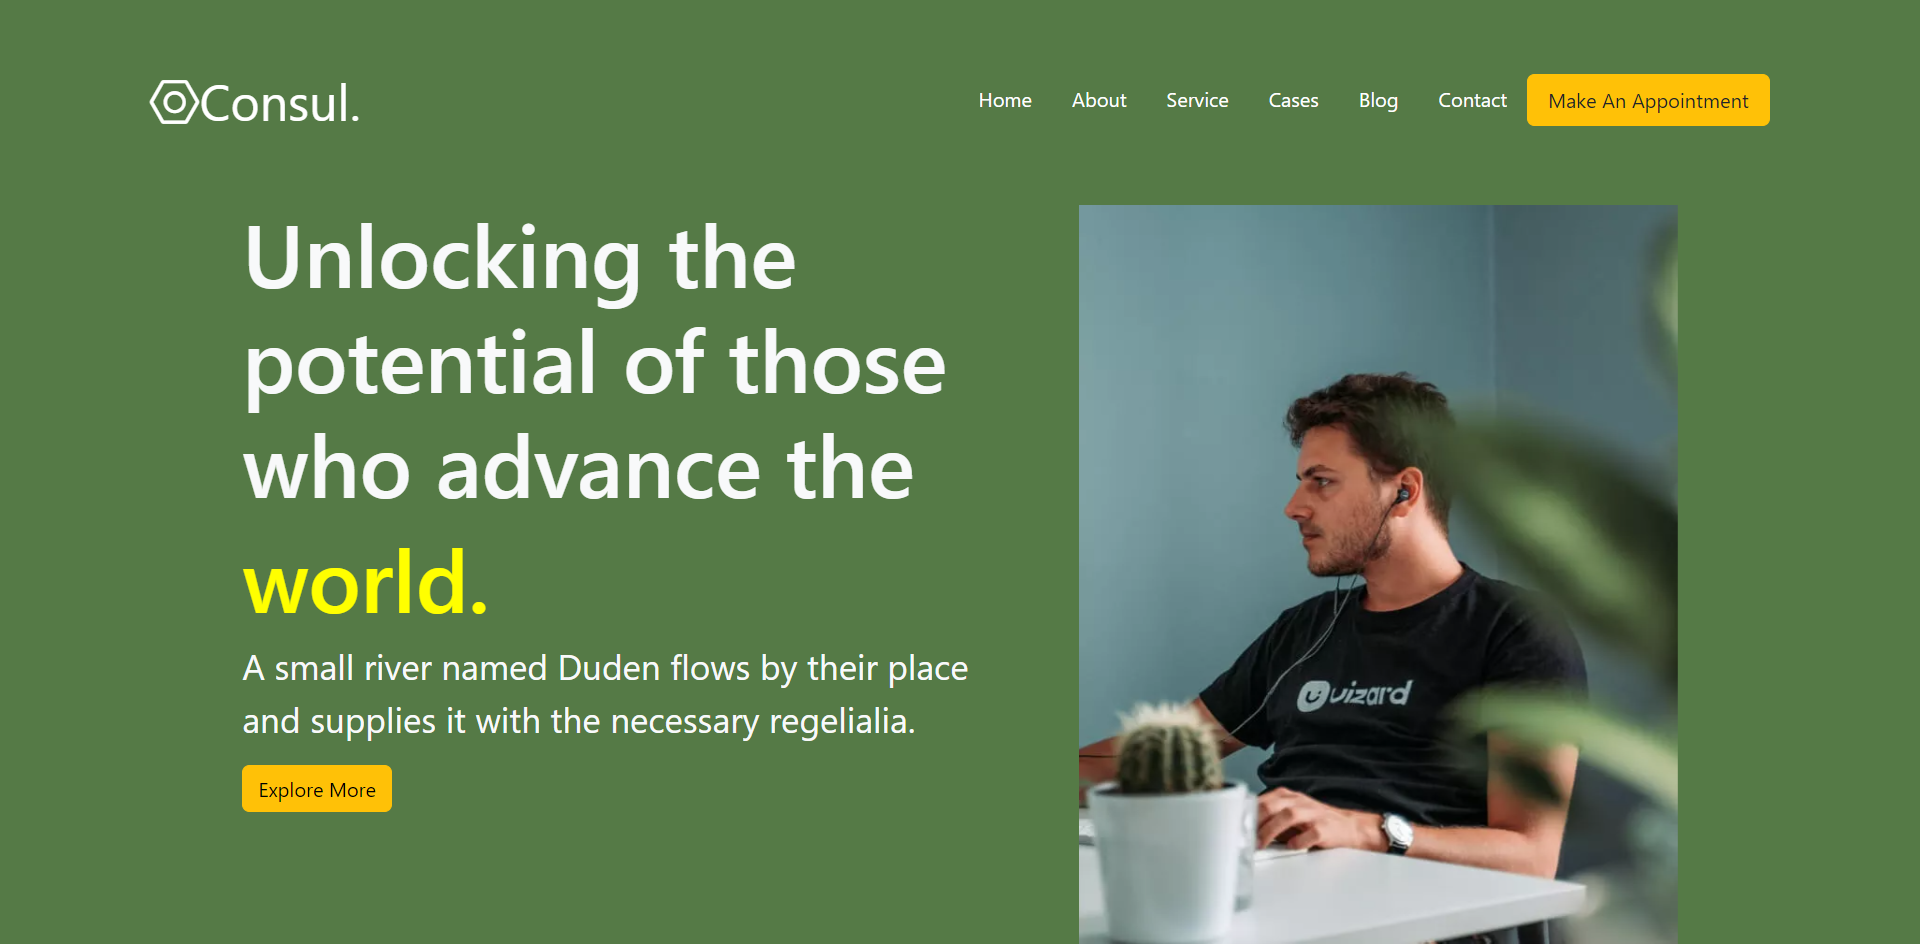 Consul.
Home About Service Cases Blog Contact Make An Appointment
Unlocking the
potential of those
who advance the
world.
A small river named Duden flows by their place
and supplies it with the necessary regelialia.
Explore More
uizard